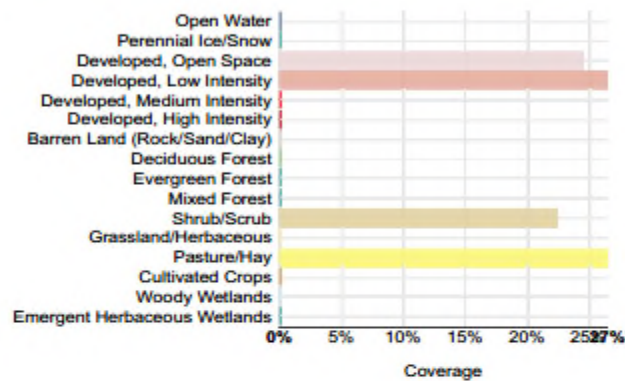 Open Water
Perennial Ice/Snow
Developed, Open Space
Developed, Low Intensity
Developed, Medium Intensity
Developed, High Intensity
Barren Land (Rock/Sand/Clay)
Deciduous Forest
Evergreen Forest
Mixed Forest
Shrub/Scrub
Grassland/Herbaceous
Pasture/Hay
Cultivated Crops
Woody Wetlands
Emergent Herbaceous Wetlands
0% 5% 10% 15% 20% 25% 27%
Coverage